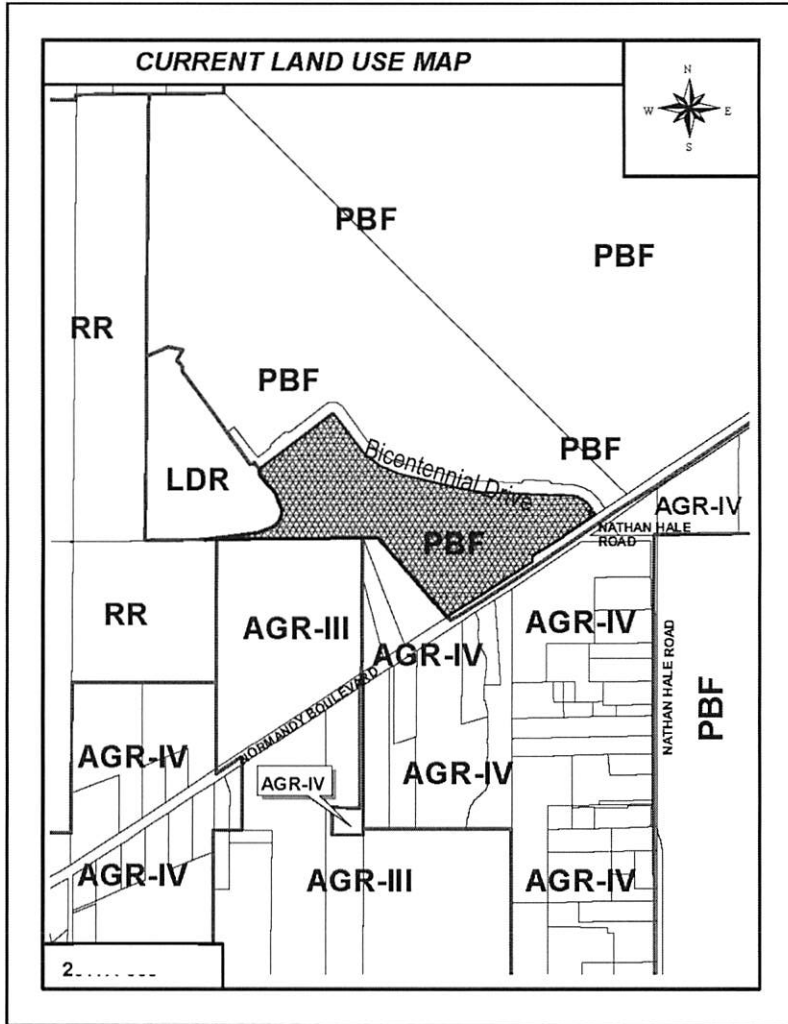 CURRENT LAND USE MAP
N
W E
S
PBF
PBF
RR
PBF
Bicentennial Drive
PBF
LDR
AGR-IV
NATHAN HALE
ROAD
PBF
RR
AGR-III
AGR-IV
AGR-IV
NATHAN HALE ROAD
PBF
NORMANDY BOULEVARD
AGR-IV
AGR-IV
AGR-IV
AGR-IV
AGR-III
AGR-IV
2